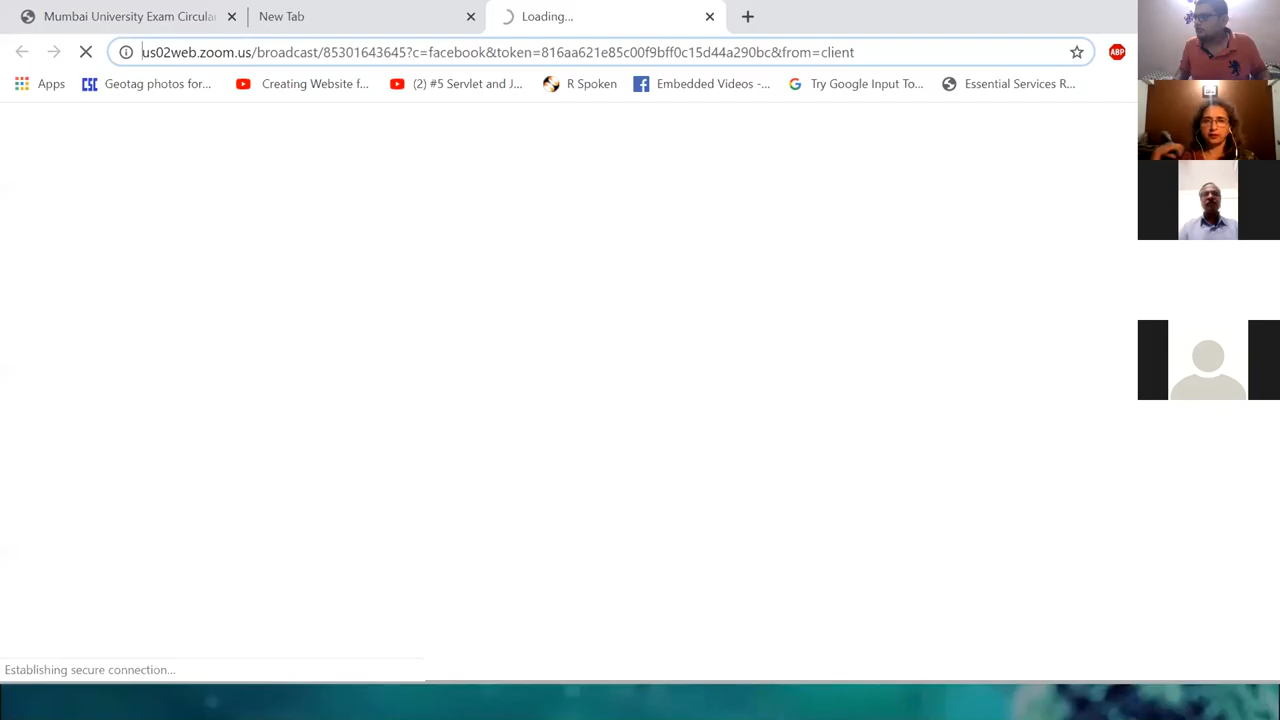 Mumbai University Exam Circula
New Tab
Loading...
us02web.zoom.us/broadcast/85301643645?c=facebook&token=816aa621e85c00f9bff0c15d44a290bc&from=client
ABP
Apps
CSC
Geotag photos for...
Creating Website f...
(2) #5 Servlet and J...
R Spoken
Embedded Videos -...
Try Google Input To...
Essential Services R...
Establishing secure connection...